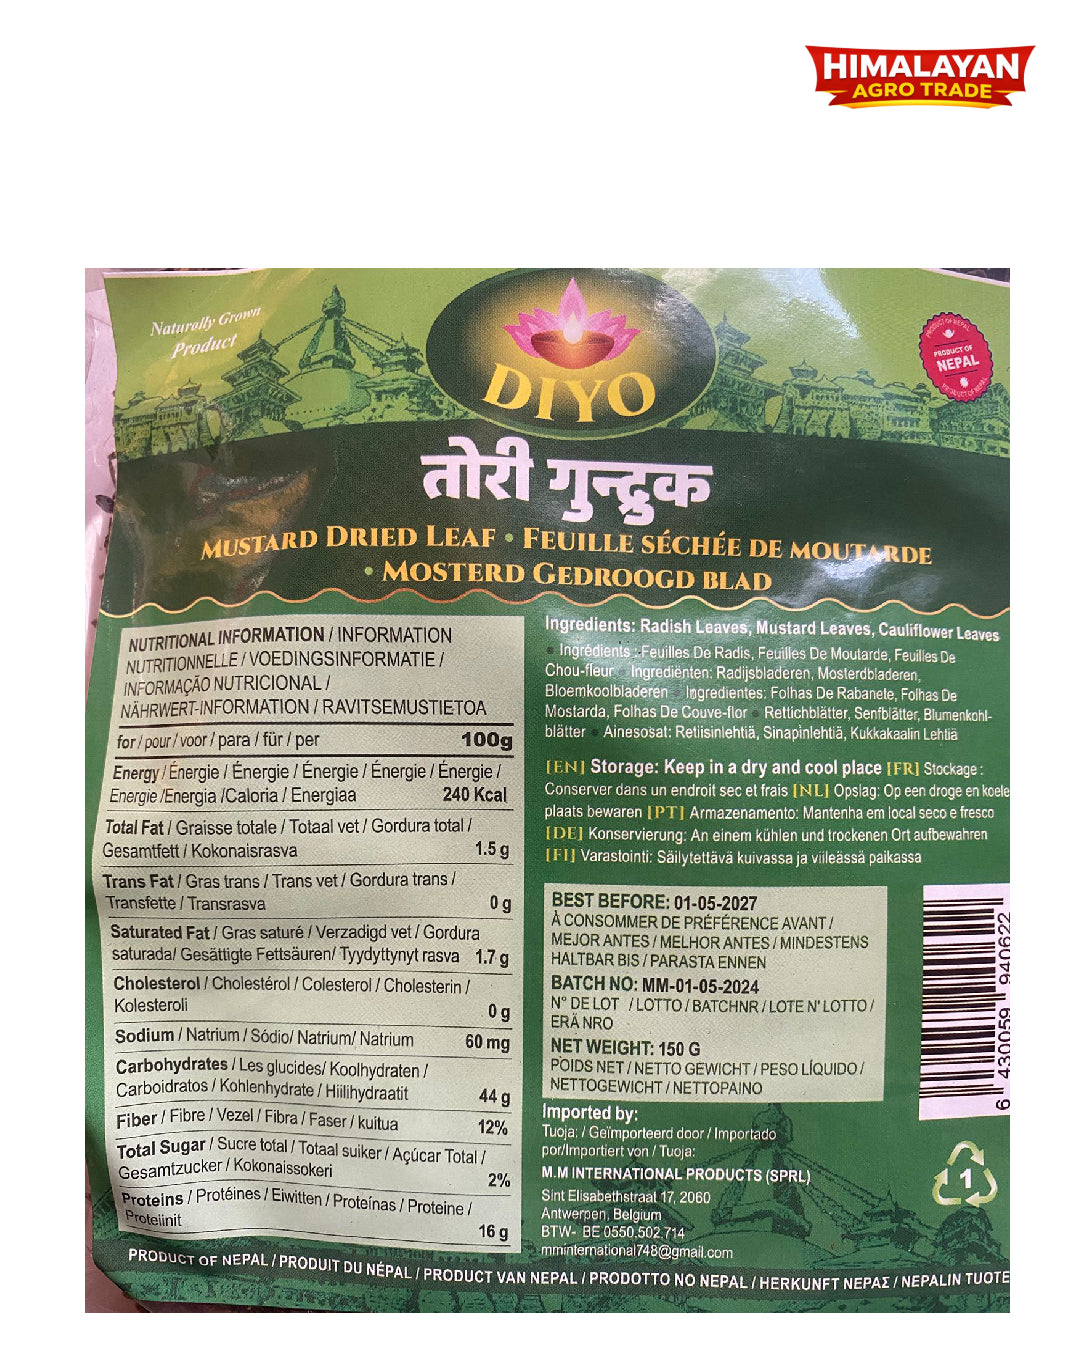 HIMALAYAN
AGRO TRADE
Naturally Grown
Product
DIYO
PRODUCT OF NEPAL
PRODUCT OF
NEPAL
PRODUCT OF NEPAL
तोरी गुन्द्रुक
MUSTARD DRIED LEAF • FEUILLE SÉCHÉE DE MOUTARDE
• MOSTERD GEDROOGD BLAD
NUTRITIONAL INFORMATION / INFORMATION
NUTRITIONNELLE / VOEDINGSINFORMATIE /
INFORMAÇÃO NUTRICIONAL /
NÄHRWERT-INFORMATION / RAVITSEMUSTIETOA
for / pour / voor / para / für / per 100g
Energy / Énergie / Énergie / Énergie / Énergie / Énergie /
Energie /Energia /Caloria / Energiaa 240 Kcal
Total Fat / Graisse totale / Totaal vet / Gordura total /
Gesamtfett / Kokonaisrasva 1.5 g
Trans Fat / Gras trans / Trans vet / Gordura trans /
Transfette / Transrasva 0 g
Saturated Fat / Gras saturé / Verzadigd vet / Gordura
saturada/ Gesättigte Fettsäuren/ Tyydyttynyt rasva 1.7 g
Cholesterol / Cholestérol / Colesterol / Cholesterin /
Kolesteroli 0 g
Sodium / Natrium / Sódio/ Natrium/ Natrium 60 mg
Carbohydrates / Les glucides/ Koolhydraten /
Carboidratos / Kohlenhydrate / Hiilihydraatit 44 g
Fiber / Fibre / Vezel / Fibra / Faser / kuitua 12%
Total Sugar / Sucre total / Totaal suiker / Açúcar Total /
Gesamtzucker / Kokonaissokeri 2%
Proteins / Protéines / Eiwitten / Proteínas / Proteine /
Proteiinit 16 g
Ingredients: Radish Leaves, Mustard Leaves, Cauliflower Leaves
• Ingrédients :-Feuilles De Radis, Feuilles De Moutarde, Feuilles De
Chou-fleur • Ingrediënten: Radijsbladeren, Mosterdbladeren,
Bloemkoolbladeren • Ingredientes: Folhas De Rabanete, Folhas De
Mostarda, Folhas De Couve-flor • Rettichblätter, Senfblätter, Blumenkohl-
blätter • Ainesosat: Retiisinlehtiä, Sinapinlehtiä, Kukkakaalin Lehtiä
[EN] Storage: Keep in a dry and cool place [FR] Stockage :
Conserver dans un endroit sec et frais [NL] Opslag: Op een droge en koele
plaats bewaren [PT] Armazenamento: Mantenha em local seco e fresco
[DE] Konservierung: An einem kühlen und trockenen Ort aufbewahren
[FI] Varastointi: Säilytettävä kuivassa ja viileässä paikassa
BEST BEFORE: 01-05-2027
À CONSOMMER DE PRÉFÉRENCE AVANT /
MEJOR ANTES / MELHOR ANTES / MINDESTENS
HALTBAR BIS / PARASTA ENNEN
BATCH NO: MM-01-05-2024
N° DE LOT / LOTTO / BATCHNR / LOTE N' LOTTO /
ERÄ NRO
NET WEIGHT: 150 G
POIDS NET / NETTO GEWICHT / PESO LÍQUIDO /
NETTOGEWICHT / NETTOPAINO
6 430059 940622
Imported by:
Tuoja: / Geïmporteerd door / Importado
por/Importiert von / Tuoja:
M.M INTERNATIONAL PRODUCTS (SPRL)
Sint Elisabethstraat 17, 2060
Antwerpen, Belgium
BTW- BE 0550.502.714
mminternational748@gmail.com
1
PRODUCT OF NEPAL / PRODUIT DU NÉPAL / PRODUCT VAN NEPAL / PRODOTTO NO NEPAL / HERKUNFT NEPAΣ / NEPALIN TUOTE